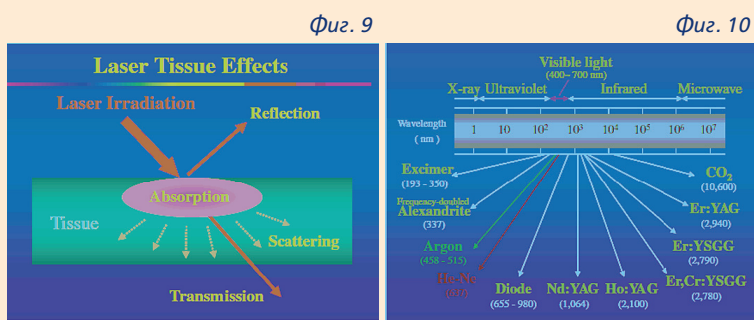 Фиг. 9
Laser Tissue Effects
Laser Irradiation
Reflection
Absorption
Tissue
Scattering
Transmission
Фиг. 10
Visible light
(400–700 nm)
X-ray Ultraviolet Infrared Microwave
Wavelength
( nm )
1 10 10² 10³ 10⁴ 10⁵ 10⁶ 10⁷
Excimer
(193 - 350)
Frequency-doubled
Alexandrite
(337)
Argon
(458 - 515)
He-Ne
Diode
(655 - 980)
Nd:YAG
(1,064)
Ho:YAG
(2,100)
Er,Cr:YSGG
(2,780)
Er:YSGG
(2,790)
Er:YAG
(2,940)
CO₂
(10,600)